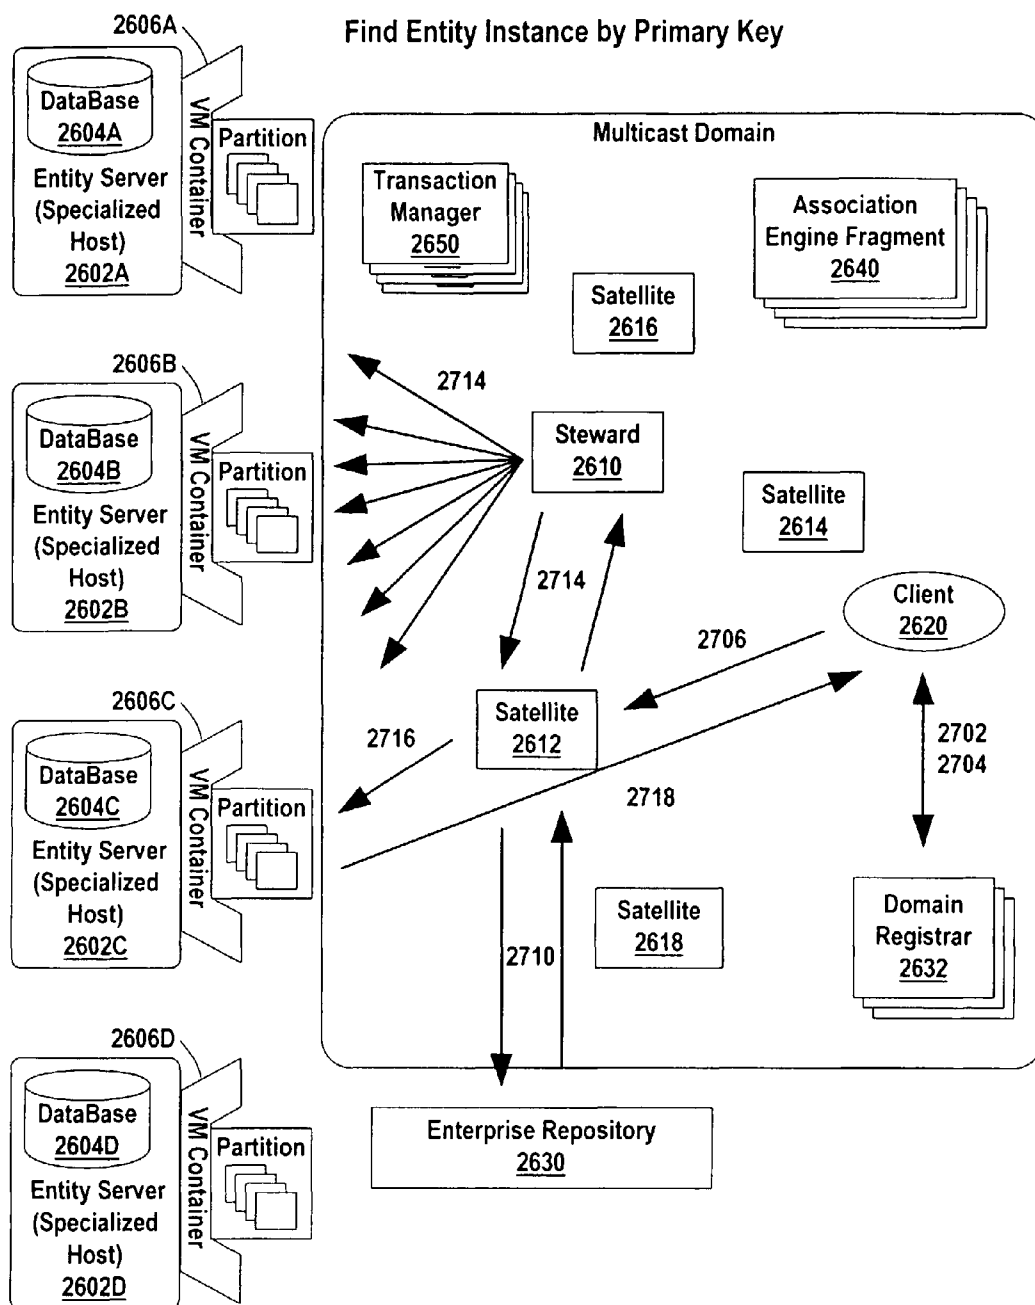 Find Entity Instance by Primary Key
2606A
DataBase
2604A
Entity Server
(Specialized
Host)
2602A
VM Container
Partition
2606B
DataBase
2604B
Entity Server
(Specialized
Host)
2602B
VM Container
Partition
2606C
DataBase
2604C
Entity Server
(Specialized
Host)
2602C
VM Container
Partition
2606D
DataBase
2604D
Entity Server
(Specialized
Host)
2602D
VM Container
Partition
Multicast Domain
Transaction
Manager
2650
Association
Engine Fragment
2640
Satellite
2616
2714
Steward
2610
Satellite
2614
2714
Client
2620
2706
Satellite
2612
2716
2702
2704
2718
Satellite
2618
2710
Domain
Registrar
2632
Enterprise Repository
2630